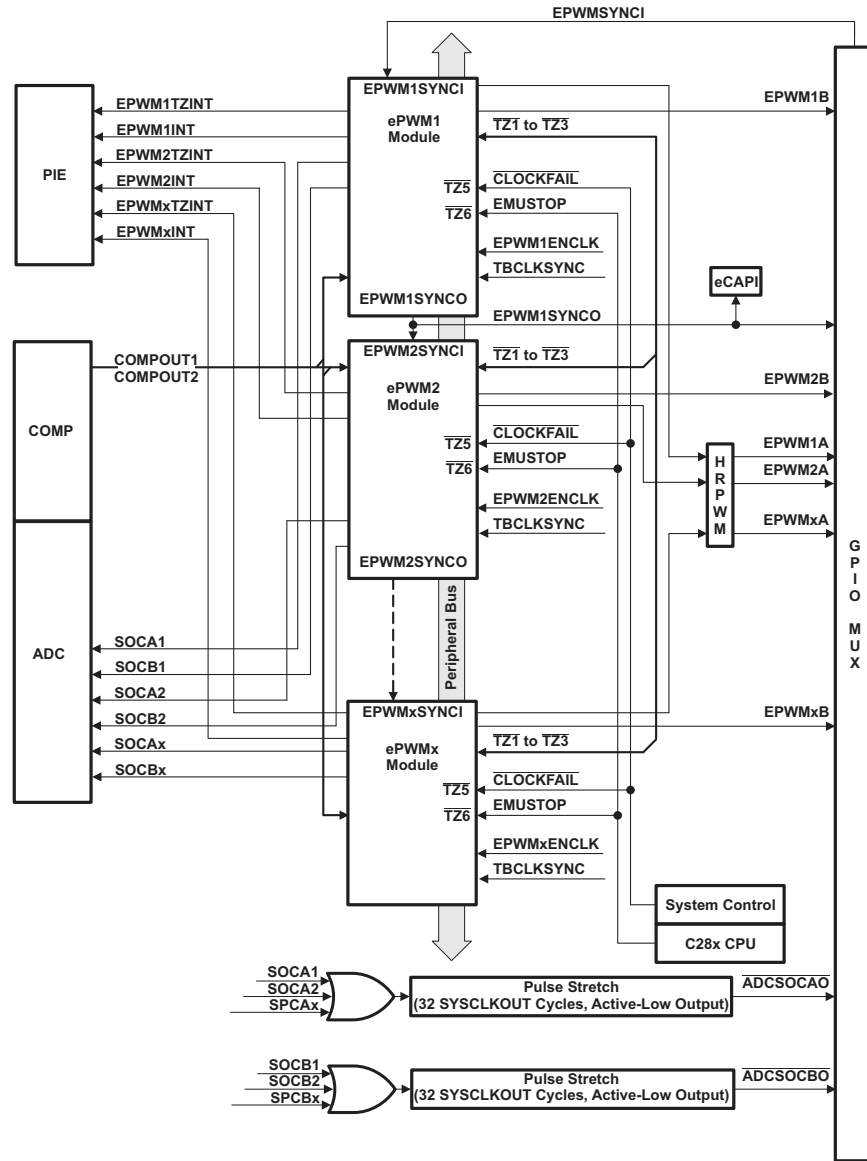 EPWMSYNCI
EPWM1SYNCI
ePWM1
Module
EPWM1B
EPWM1TZINT
EPWM1INT
EPWM2TZINT
EPWM2INT
EPWMxTZINT
EPWMxINT
PIE
TZ1 to TZ3
TZ5
CLOCKFAIL
TZ6
EMUSTOP
EPWM1ENCLK
TBCLKSYNC
EPWM1SYNCO
eCAPI
EPWM1SYNCO
COMPOUT1
COMPOUT2
COMP
EPWM2SYNCI
ePWM2
Module
TZ1 to TZ3
EPWM2B
TZ5
CLOCKFAIL
TZ6
EMUSTOP
EPWM2ENCLK
TBCLKSYNC
EPWM2SYNCO
HRPWM
EPWM1A
EPWM2A
EPWMxA
GPIO MUX
Peripheral Bus
ADC
SOCA1
SOCB1
SOCA2
SOCB2
SOCAx
SOCBx
EPWMxSYNCI
ePWMx
Module
EPWMxB
TZ1 to TZ3
TZ5
CLOCKFAIL
TZ6
EMUSTOP
EPWMxENCLK
TBCLKSYNC
System Control
C28x CPU
SOCA1
SOCA2
SPCAx
Pulse Stretch
(32 SYSCLKOUT Cycles, Active-Low Output)
ADCSOCAO
SOCB1
SOCB2
SPCBx
Pulse Stretch
(32 SYSCLKOUT Cycles, Active-Low Output)
ADCSOCBO